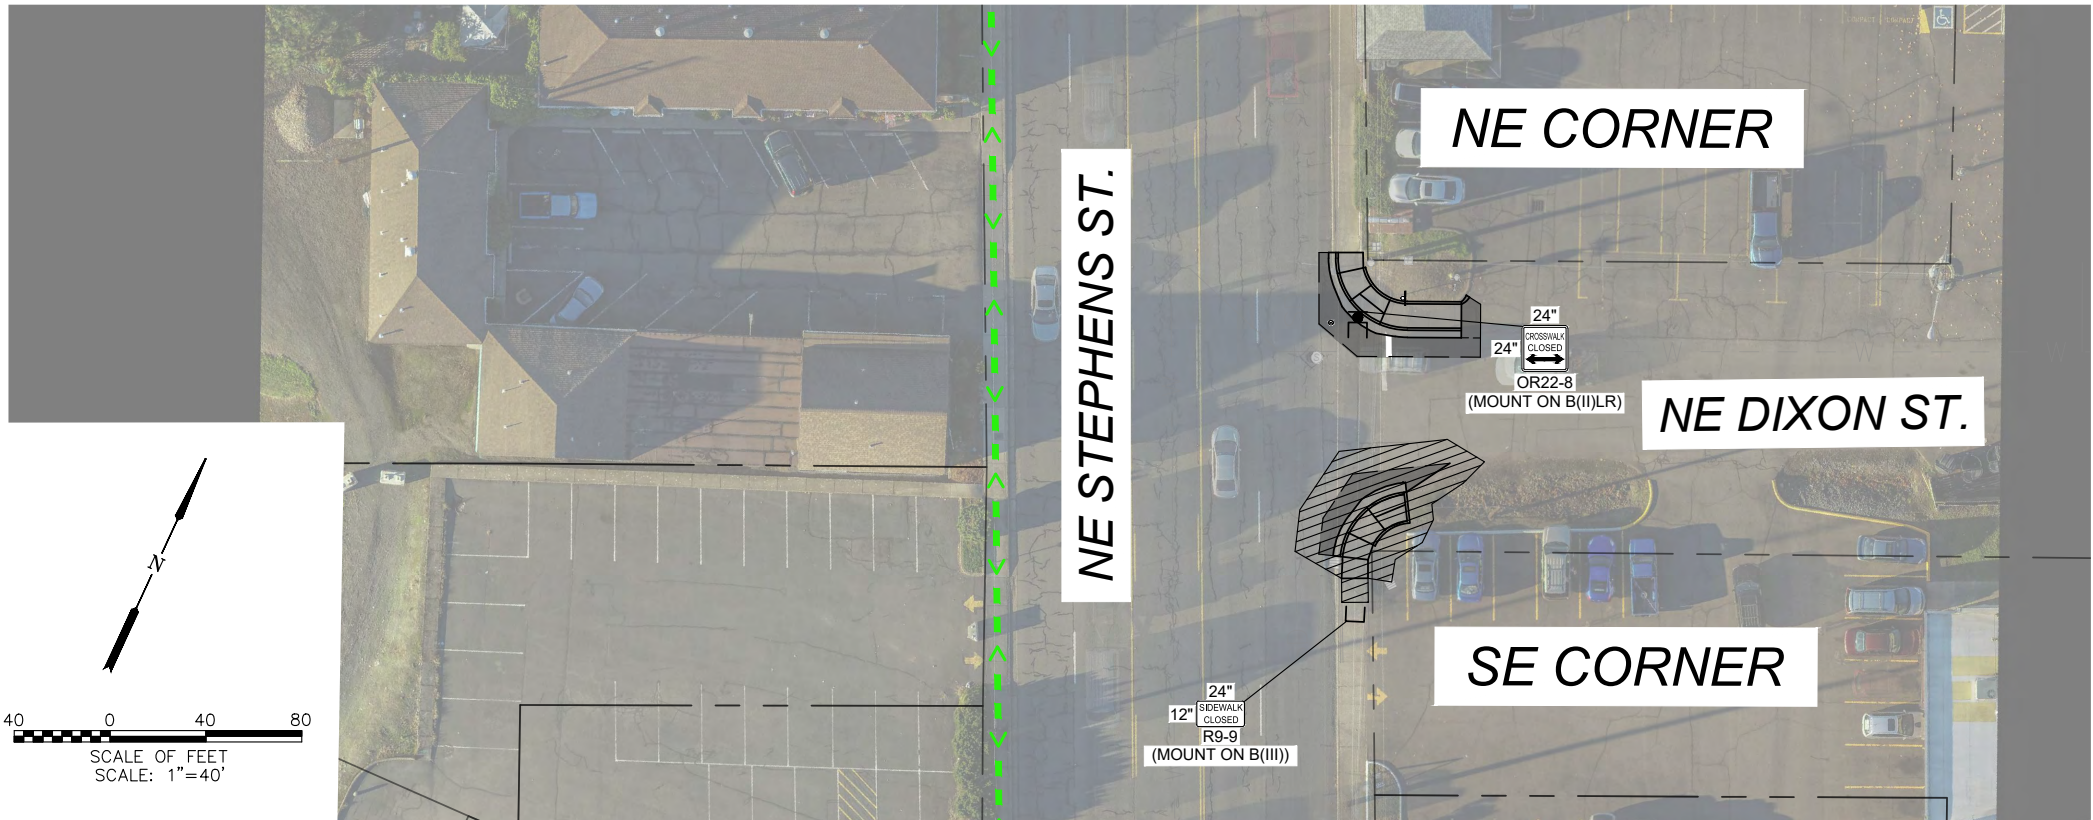 NE CORNER
NE STEPHENS ST.
24"
24"
CROSSWALK
CLOSED
OR22-8
(MOUNT ON B(II)LR)
NE DIXON ST.
N
SE CORNER
24"
12"
SIDEWALK
CLOSED
R9-9
(MOUNT ON B(III))
40 0 40 80
SCALE OF FEET
SCALE: 1"=40'